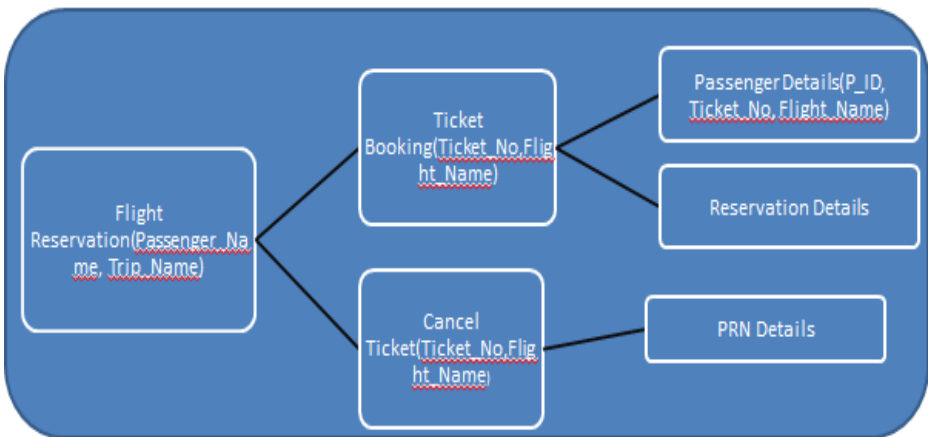 Flight
Reservation(Passenger_Na
me, Trip_Name)
Ticket
Booking(Ticket_No,Flig
ht_Name)
Cancel
Ticket(Ticket_No,Flig
ht_Name)
Passenger Details(P_ID,
Ticket_No, Flight_Name)
Reservation Details
PRN Details